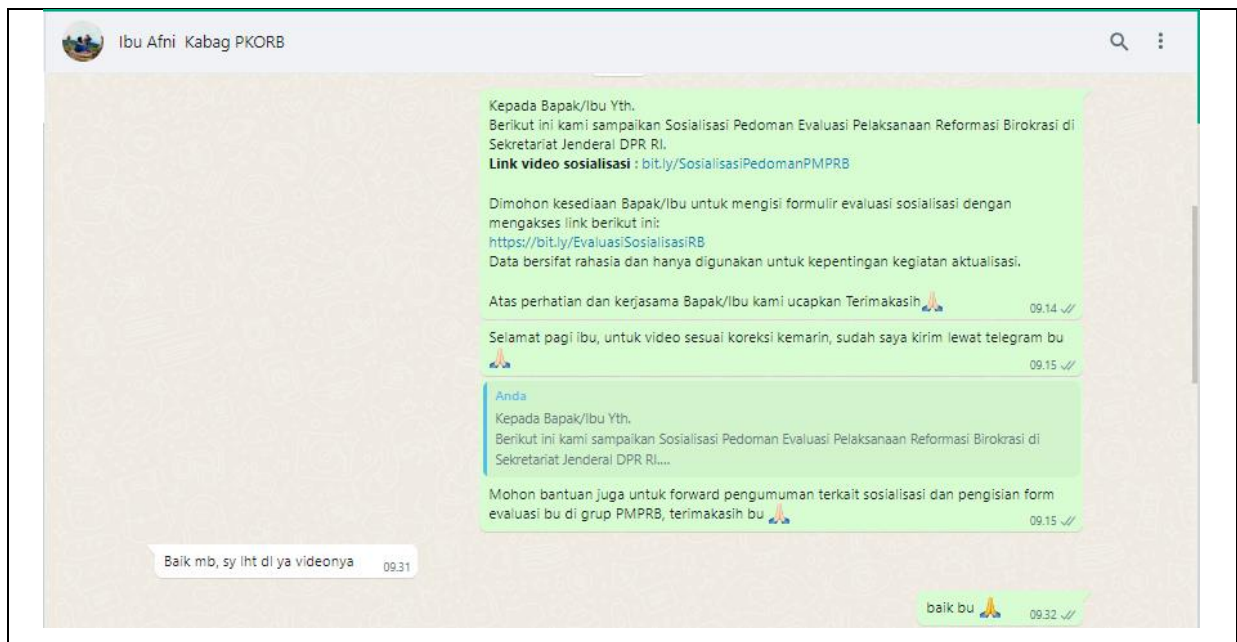 Ibu Afni Kabag PKORB
Kepada Bapak/Ibu Yth.
Berikut ini kami sampaikan Sosialisasi Pedoman Evaluasi Pelaksanaan Reformasi Birokrasi di
Sekretariat Jenderal DPR RI.
Link video sosialisasi : bit.ly/SosialisasiPedomanPMPRB
Dimohon kesediaan Bapak/Ibu untuk mengisi formulir evaluasi sosialisasi dengan
mengakses link berikut ini:
https://bit.ly/EvaluasiSosialisasiRB
Data bersifat rahasia dan hanya digunakan untuk kepentingan kegiatan aktualisasi.
Atas perhatian dan kerjasama Bapak/Ibu kami ucapkan Terimakasih🙏🏻
09.14
Selamat pagi ibu, untuk video sesuai koreksi kemarin, sudah saya kirim lewat telegram bu
🙏🏻
09.15
Anda
Kepada Bapak/Ibu Yth.
Berikut ini kami sampaikan Sosialisasi Pedoman Evaluasi Pelaksanaan Reformasi Birokrasi di
Sekretariat Jenderal DPR RI....
Mohon bantuan juga untuk forward pengumuman terkait sosialisasi dan pengisian form
evaluasi bu di grup PMPRB, terimakasih bu 🙏🏻
09.15
Baik mb, sy lht dl ya videonya 09.31
baik bu 🙏 09.32